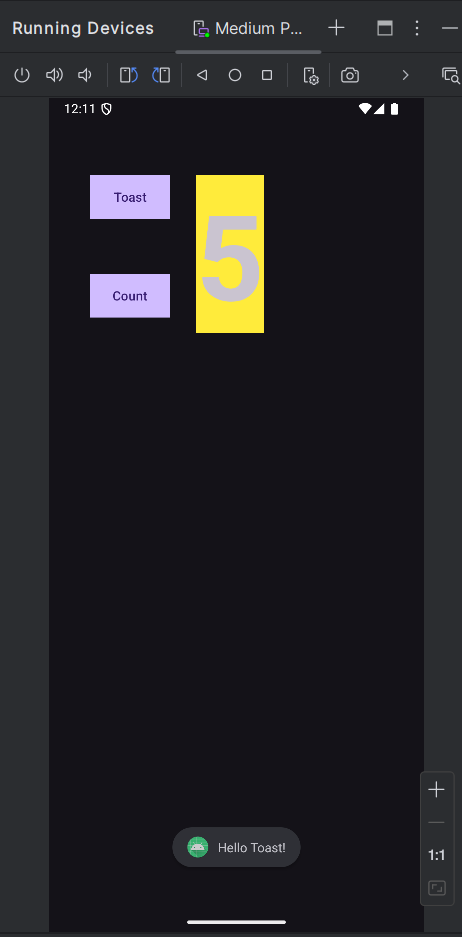 Running Devices
Medium P...
12:11
Toast
5
Count
1:1
Hello Toast!